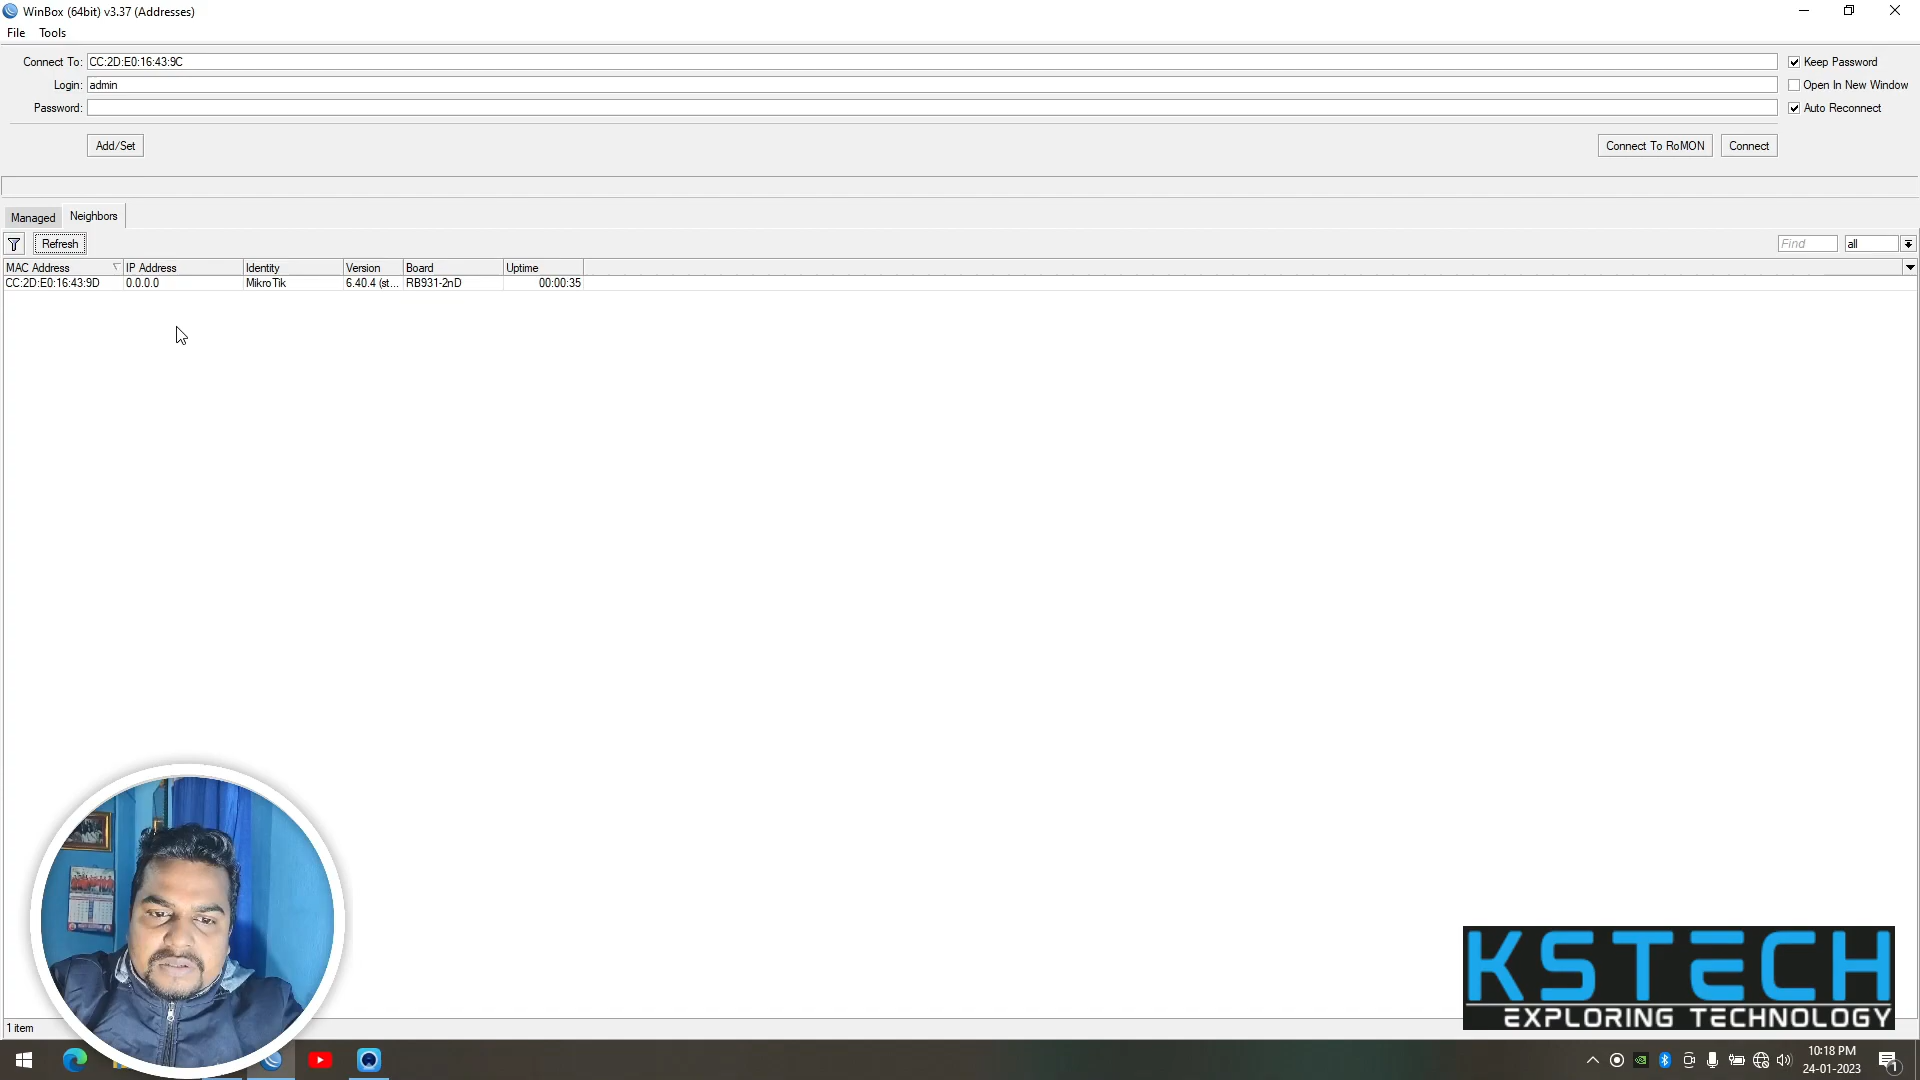 WinBox (64bit) v3.37 (Addresses)
File Tools
Connect To: CC:2D:E0:16:43:9C
Keep Password
Login: admin
Open In New Window
Password:
Auto Reconnect
Add/Set
Connect To RoMON Connect
Managed Neighbors
Refresh
Find all
MAC Address IP Address Identity Version Board Uptime
CC:2D:E0:16:43:9D 0.0.0.0 MikroTik 6.40.4 (st... RB931-2nD 00:00:35
KSTECH
EXPLORING TECHNOLOGY
1 item
10:18 PM
24-01-2023
1